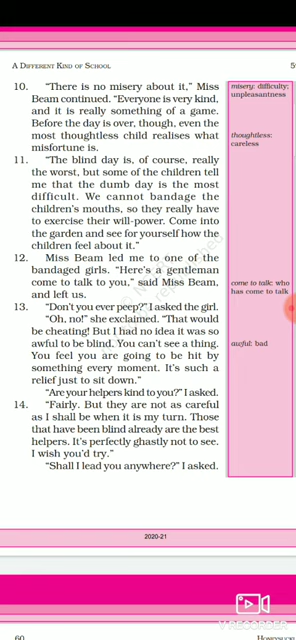 A DIFFERENT KIND OF SCHOOL
10. "There is no misery about it," Miss
Beam continued. "Everyone is very kind,
and it is really something of a game.
Before the day is over, though, even the
most thoughtless child realises what
misfortune is.
misery: difficulty;
unpleasantness
thoughtless:
careless
11. "The blind day is, of course, really
the worst, but some of the children tell
me that the dumb day is the most
difficult. We cannot bandage the
children's mouths, so they really have
to exercise their will-power. Come into
the garden and see for yourself how the
children feel about it."
12. Miss Beam led me to one of the
bandaged girls. "Here's a gentleman
come to talk to you," said Miss Beam,
and left us.
come to talk: who
has come to talk
13. "Don't you ever peep?" I asked the girl.
"Oh, no!" she exclaimed. "That would
be cheating! But I had no idea it was so
awful to be blind. You can't see a thing.
You feel you are going to be hit by
something every moment. It's such a
relief just to sit down."
awful: bad
"Are your helpers kind to you?" I asked.
14. "Fairly. But they are not as careful
as I shall be when it is my turn. Those
that have been blind already are the best
helpers. It's perfectly ghastly not to see.
I wish you'd try."
"Shall I lead you anywhere?" I asked.
2020-21
60
V RECORDER